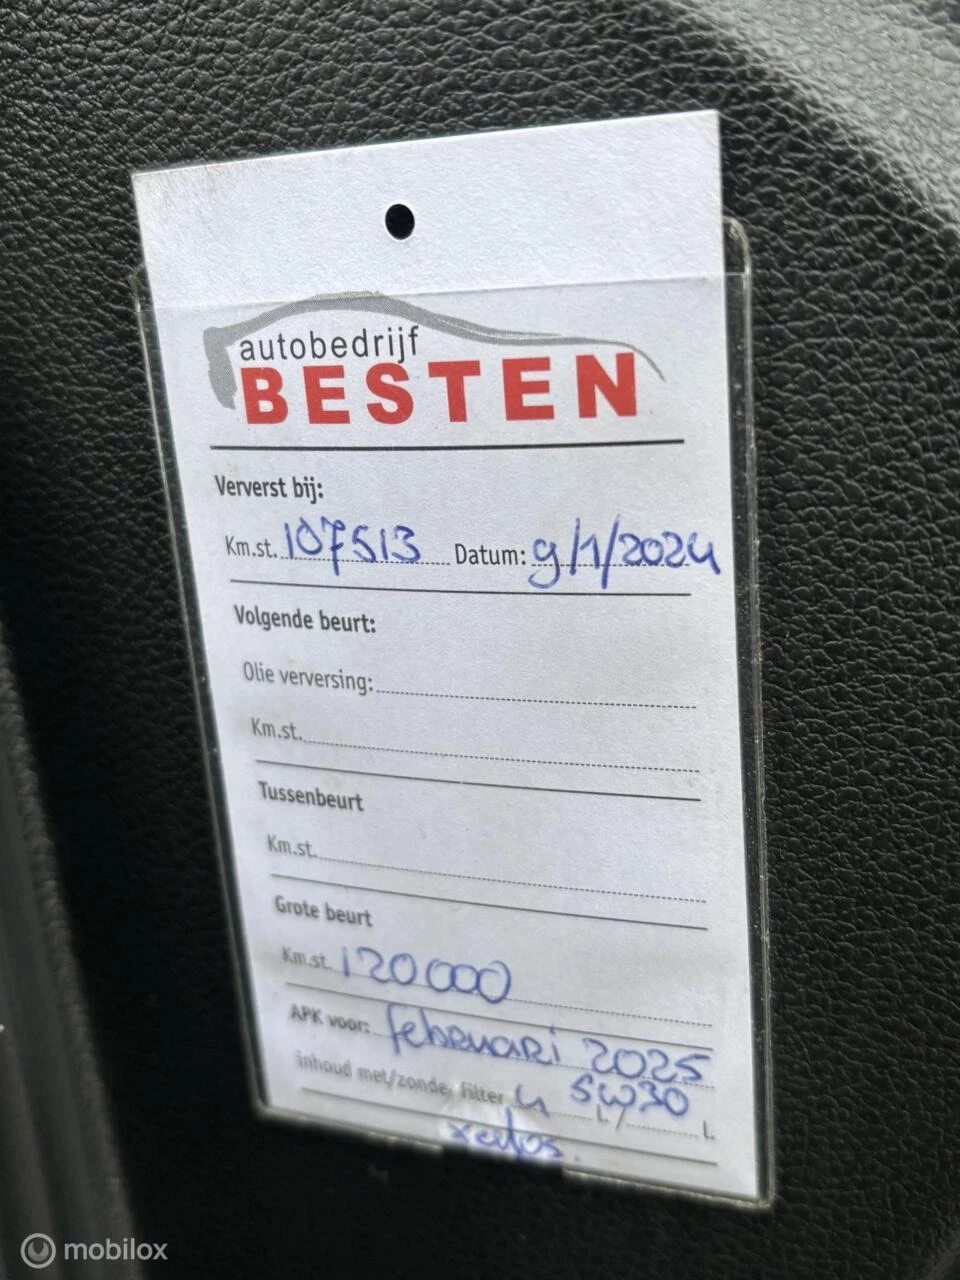 autobedrijf
BESTEN
Ververst bij:
Km.st. 107513 Datum: 9/1/2024
Volgende beurt:
Olie verversing:
Km.st.
Tussenbeurt
Km.st.
Grote beurt
Km.st. 120000
APK voor: februari 2025
inhoud met/zonder filter 4 L. / 5W30 L.
mobilox